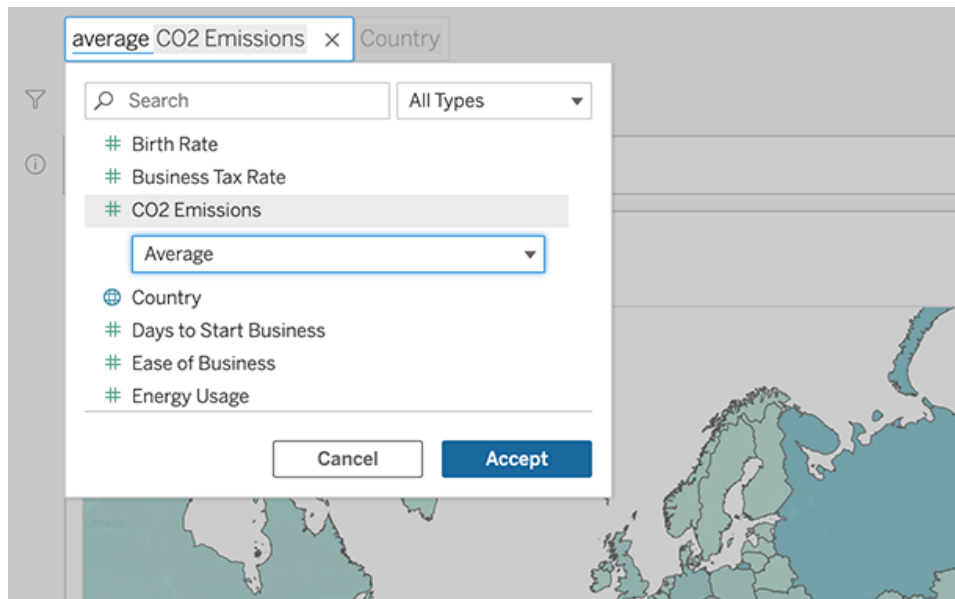 average CO2 Emissions × Country
Search All Types
# Birth Rate
# Business Tax Rate
# CO2 Emissions
Average
Country
# Days to Start Business
# Ease of Business
# Energy Usage
Cancel Accept
Canada